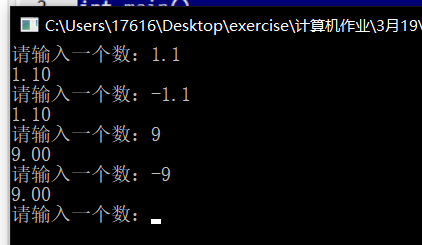 int main()
C:\Users\17616\Desktop\exercise\计算机作业\3月19\
请输入一个数：1.1
1.10
请输入一个数：-1.1
1.10
请输入一个数：9
9.00
请输入一个数：-9
9.00
请输入一个数：